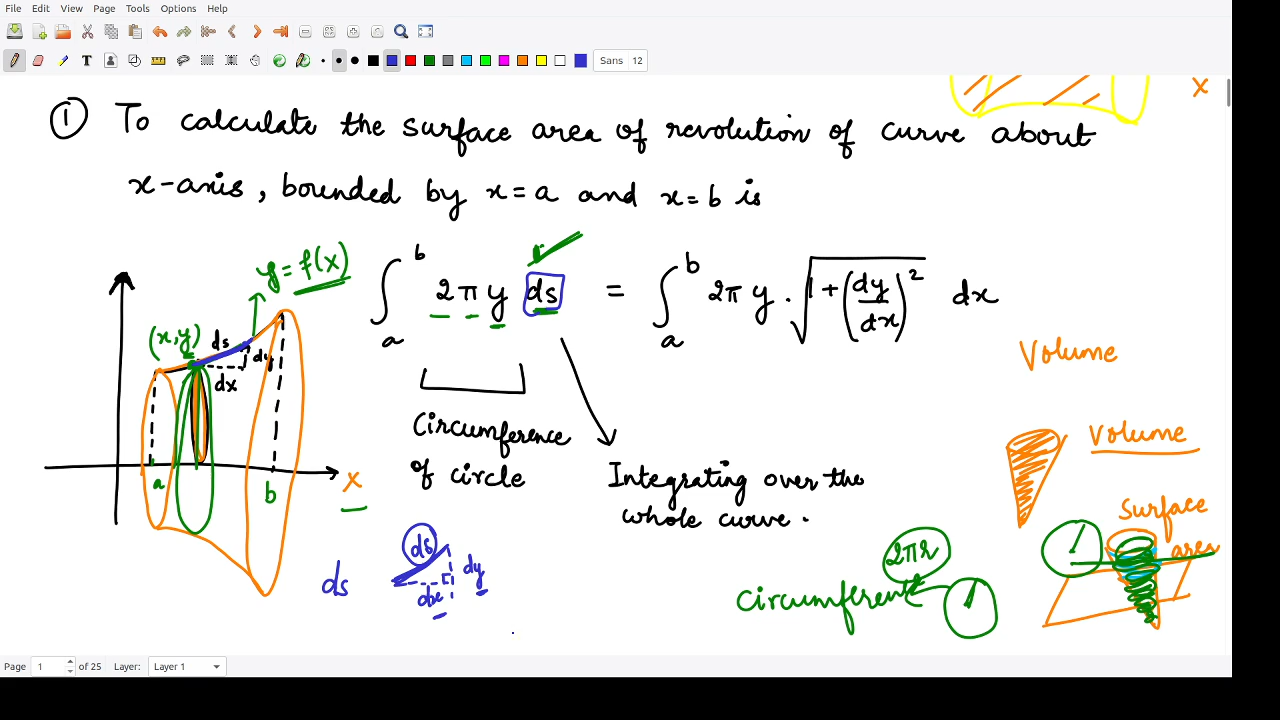 File Edit View Page Tools Options Help
Sans 12
x
① To calculate the surface area of revolution of curve about
x-axis, bounded by x = a and x = b is
y = f(x)
(x,y)
ds
dy
dx
a
b
x
∫_a^b 2π y ds = ∫_a^b 2π y · √(1 + (dy/dx)²) dx
Circumference
of circle
Integrating over the
whole curve.
Volume
Volume
Surface
area
ds
ds
dy
dx
2πr
Circumference
Page 1 of 25 Layer: Layer 1